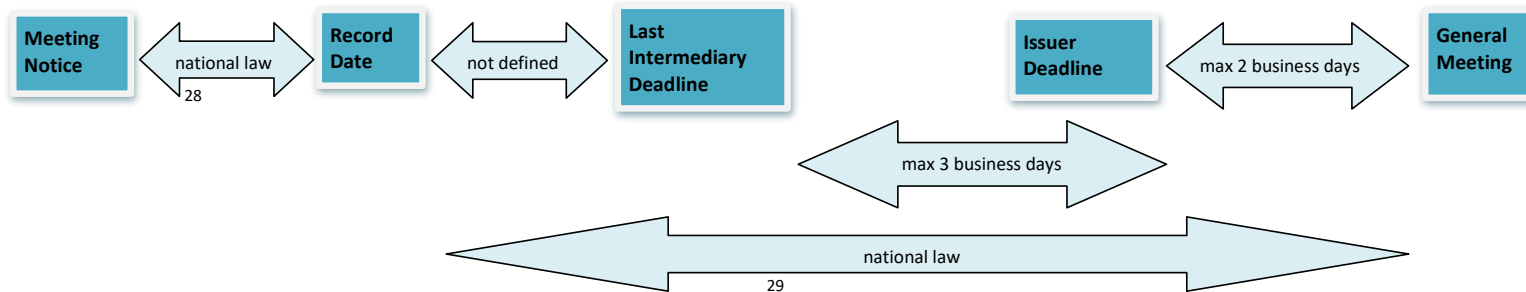 Meeting
Notice
national law
28
Record
Date
not defined
Last
Intermediary
Deadline
Issuer
Deadline
max 2 business days
General
Meeting
max 3 business days
national law
29